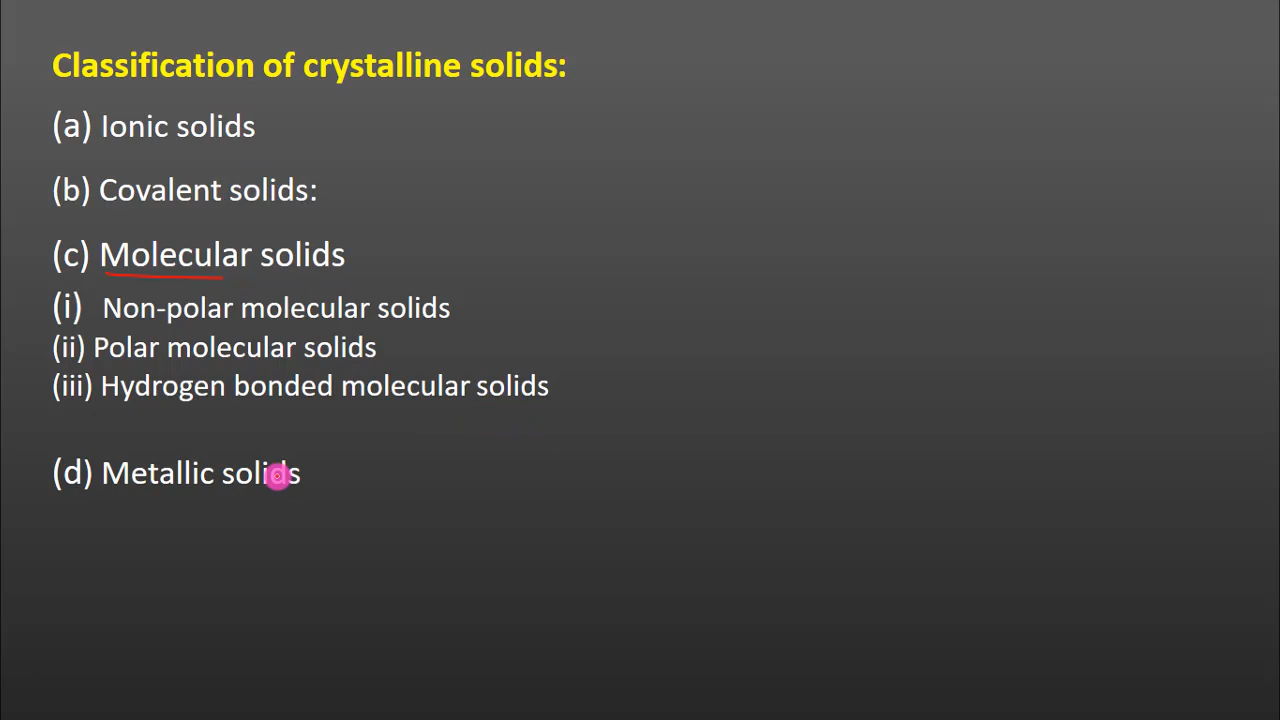 Classification of crystalline solids:
(a) Ionic solids
(b) Covalent solids:
(c) Molecular solids
(i) Non-polar molecular solids
(ii) Polar molecular solids
(iii) Hydrogen bonded molecular solids
(d) Metallic solids